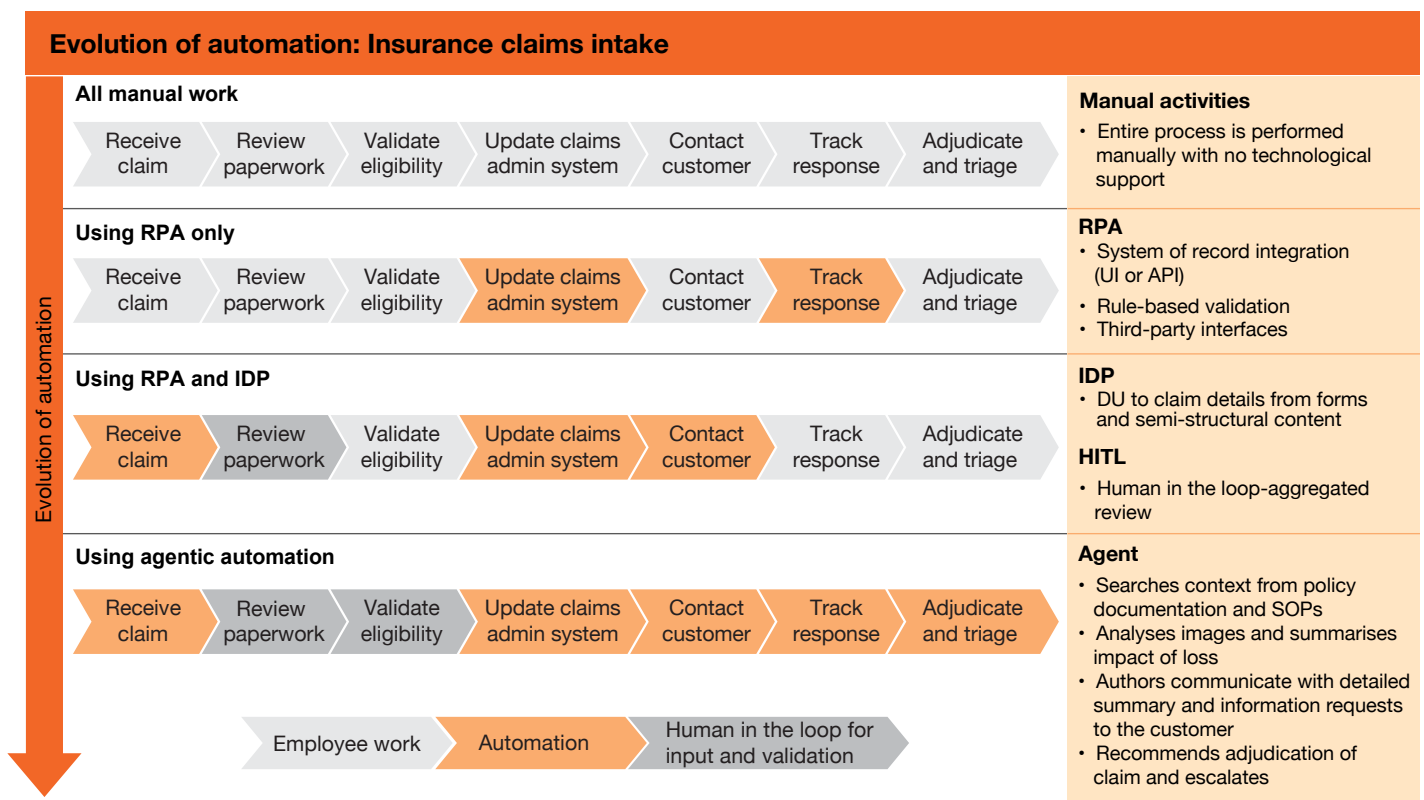 Evolution of automation: Insurance claims intake
Evolution of automation
All manual work
Receive
claim
Review
paperwork
Validate
eligibility
Update claims
admin system
Contact
customer
Track
response
Adjudicate
and triage
Manual activities
• Entire process is performed
manually with no technological
support
Using RPA only
Receive
claim
Review
paperwork
Validate
eligibility
Update claims
admin system
Contact
customer
Track
response
Adjudicate
and triage
RPA
• System of record integration
(UI or API)
• Rule-based validation
• Third-party interfaces
Using RPA and IDP
Receive
claim
Review
paperwork
Validate
eligibility
Update claims
admin system
Contact
customer
Track
response
Adjudicate
and triage
IDP
• DU to claim details from forms
and semi-structural content
HITL
• Human in the loop-aggregated
review
Using agentic automation
Receive
claim
Review
paperwork
Validate
eligibility
Update claims
admin system
Contact
customer
Track
response
Adjudicate
and triage
Agent
• Searches context from policy
documentation and SOPs
• Analyses images and summarises
impact of loss
• Authors communicate with detailed
summary and information requests
to the customer
• Recommends adjudication of
claim and escalates
Employee work
Automation
Human in the loop for
input and validation